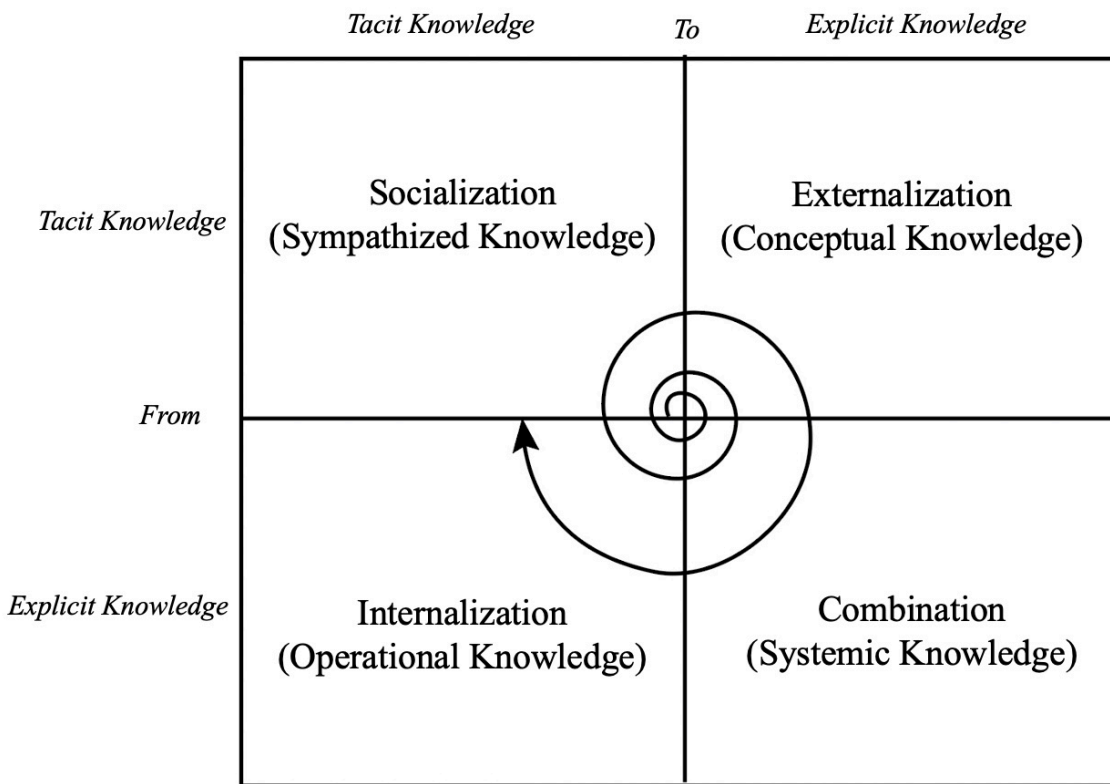 Tacit Knowledge
To
Explicit Knowledge
Tacit Knowledge
Socialization
(Sympathized Knowledge)
Externalization
(Conceptual Knowledge)
From
Explicit Knowledge
Internalization
(Operational Knowledge)
Combination
(Systemic Knowledge)